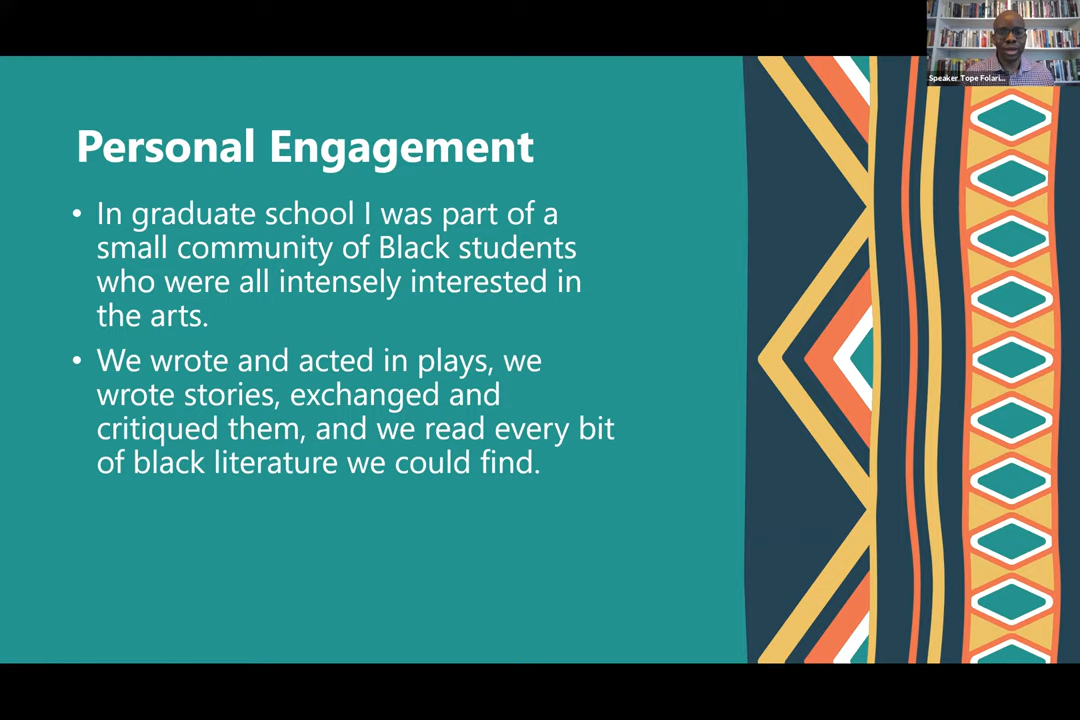 Speaker Tope Folari...
Personal Engagement
• In graduate school I was part of a
small community of Black students
who were all intensely interested in
the arts.
• We wrote and acted in plays, we
wrote stories, exchanged and
critiqued them, and we read every bit
of black literature we could find.